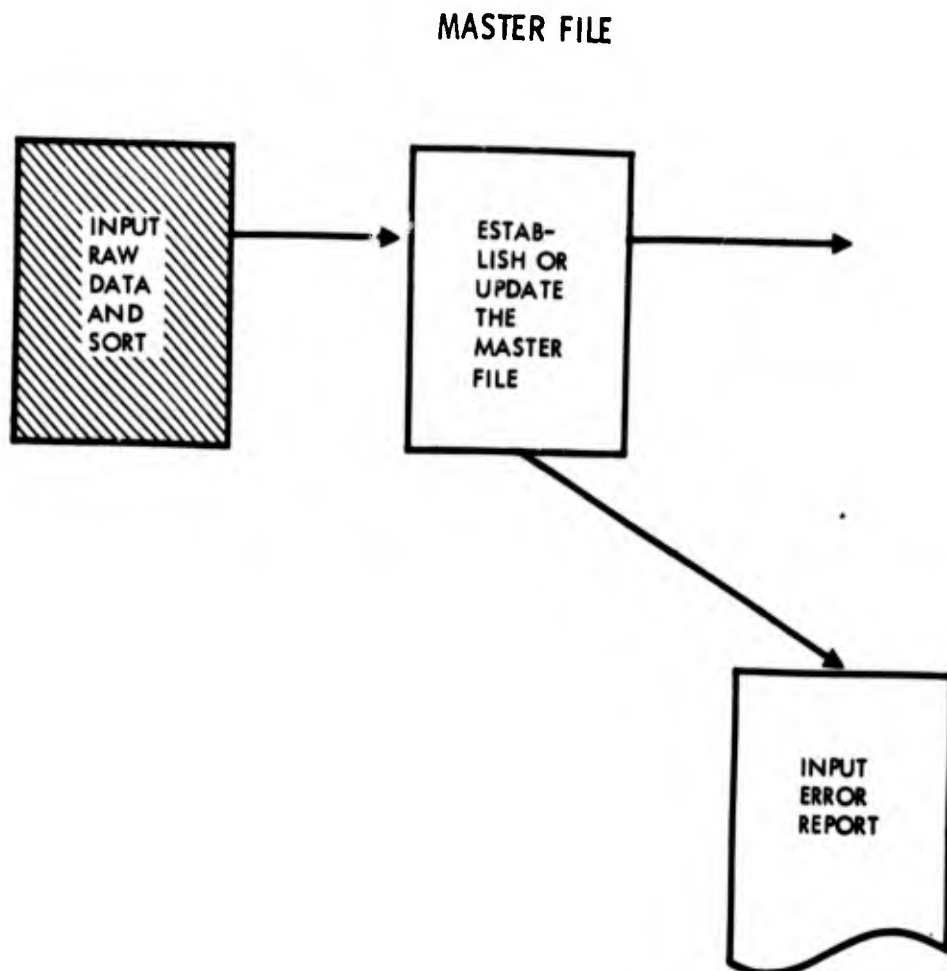 MASTER FILE
INPUT
RAW
DATA
AND
SORT
ESTAB-
LISH OR
UPDATE
THE
MASTER
FILE
INPUT
ERROR
REPORT